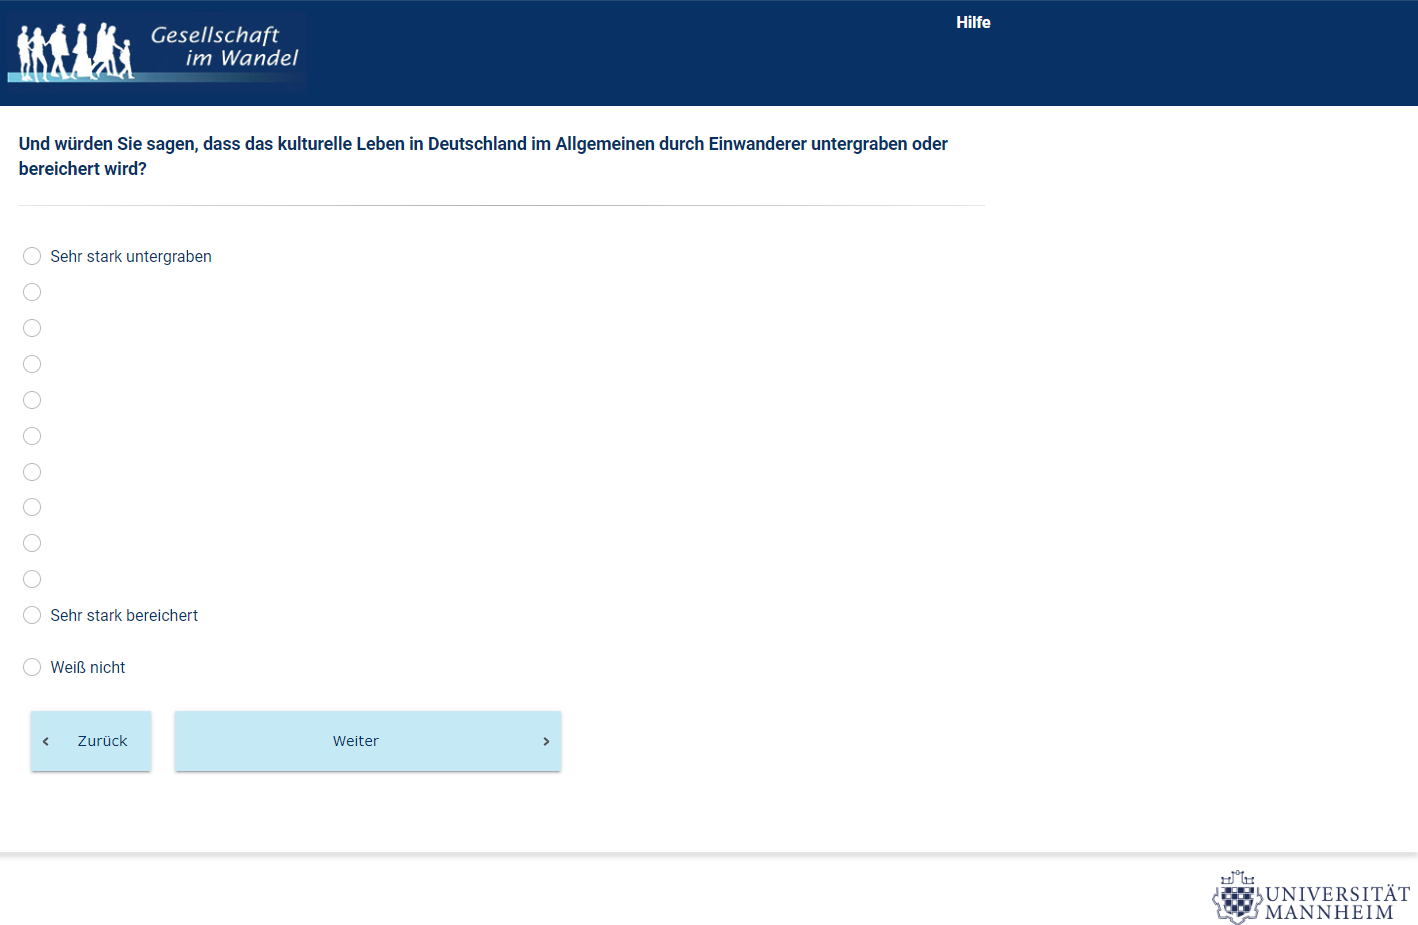 Gesellschaft
im Wandel
Hilfe
Und würden Sie sagen, dass das kulturelle Leben in Deutschland im Allgemeinen durch Einwanderer untergraben oder
bereichert wird?
Sehr stark untergraben
Sehr stark bereichert
Weiß nicht
Zurück
Weiter
UNIVERSITÄT
MANNHEIM